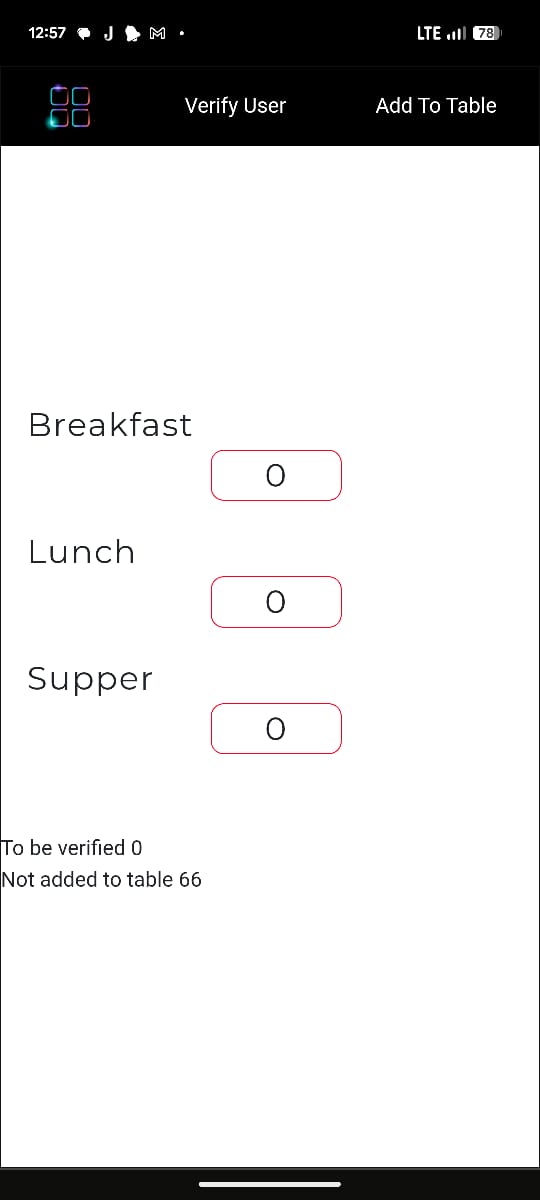 12:57 J M LTE 78
Verify User Add To Table
Breakfast
0
Lunch
0
Supper
0
To be verified 0
Not added to table 66